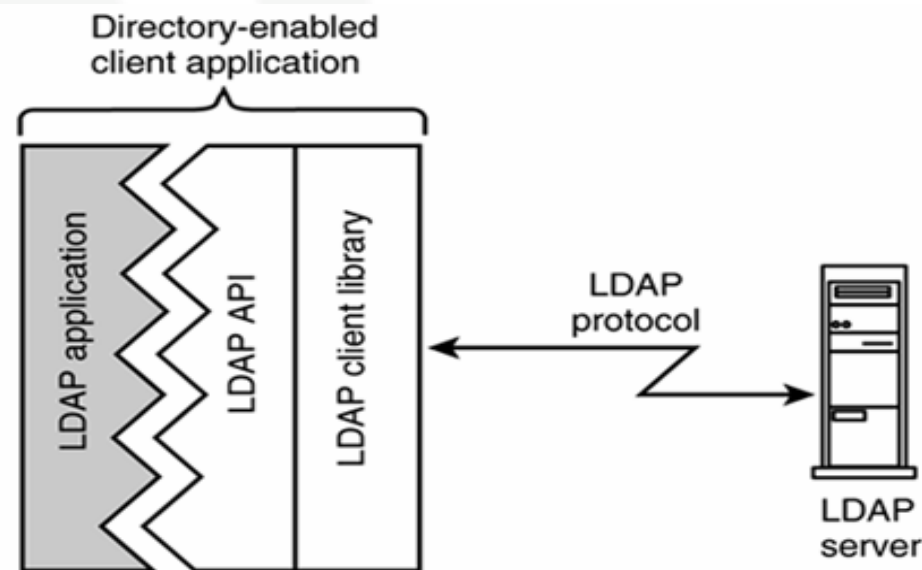 Directory-enabled
client application
LDAP application
LDAP API
LDAP client library
LDAP
protocol
LDAP
server